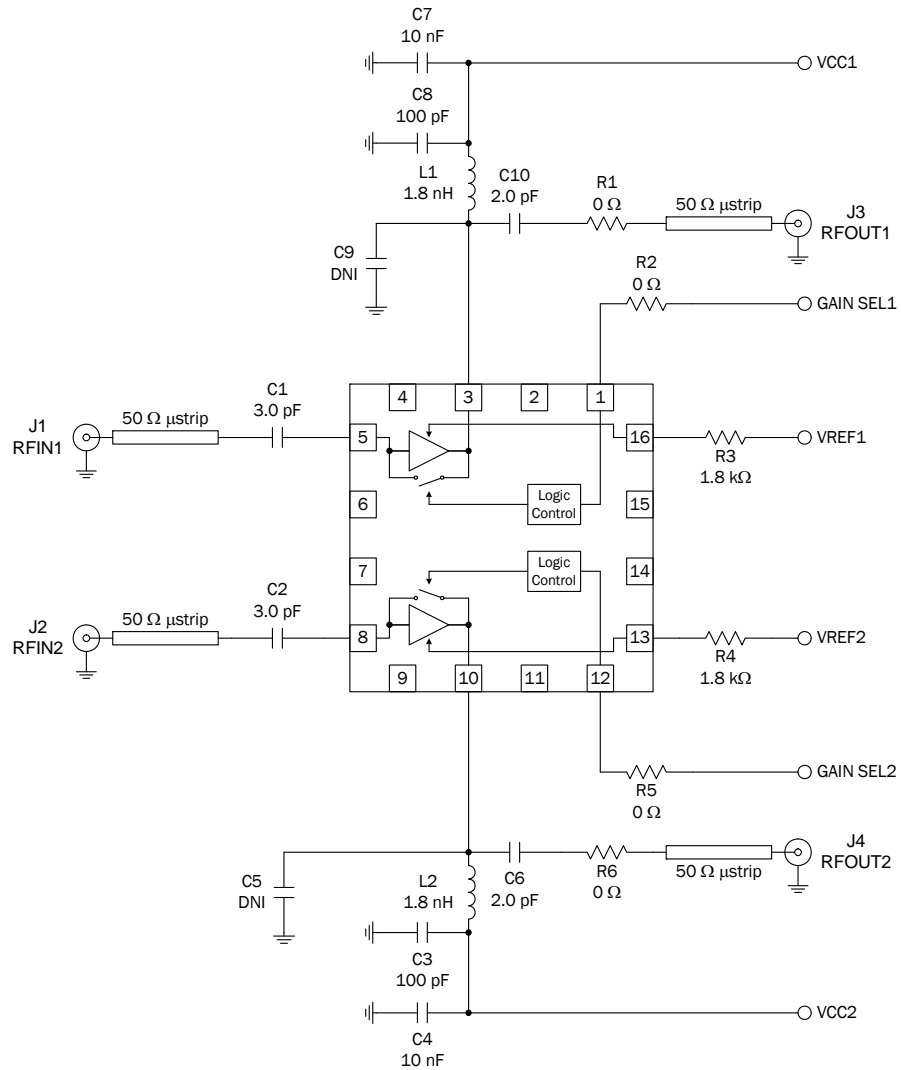 C7
10 nF
VCC1
C8
100 pF
L1
1.8 nH
C10
2.0 pF
R1
0 Ω
50 Ω µstrip
J3
RFOUT1
C9
DNI
R2
0 Ω
GAIN SEL1
J1
RFIN1
50 Ω µstrip
C1
3.0 pF
4
3
2
1
5
16
R3
1.8 kΩ
VREF1
6
Logic
Control
15
7
Logic
Control
14
J2
RFIN2
50 Ω µstrip
C2
3.0 pF
8
13
R4
1.8 kΩ
VREF2
9
10
11
12
R5
0 Ω
GAIN SEL2
C5
DNI
L2
1.8 nH
C6
2.0 pF
R6
0 Ω
50 Ω µstrip
J4
RFOUT2
C3
100 pF
C4
10 nF
VCC2